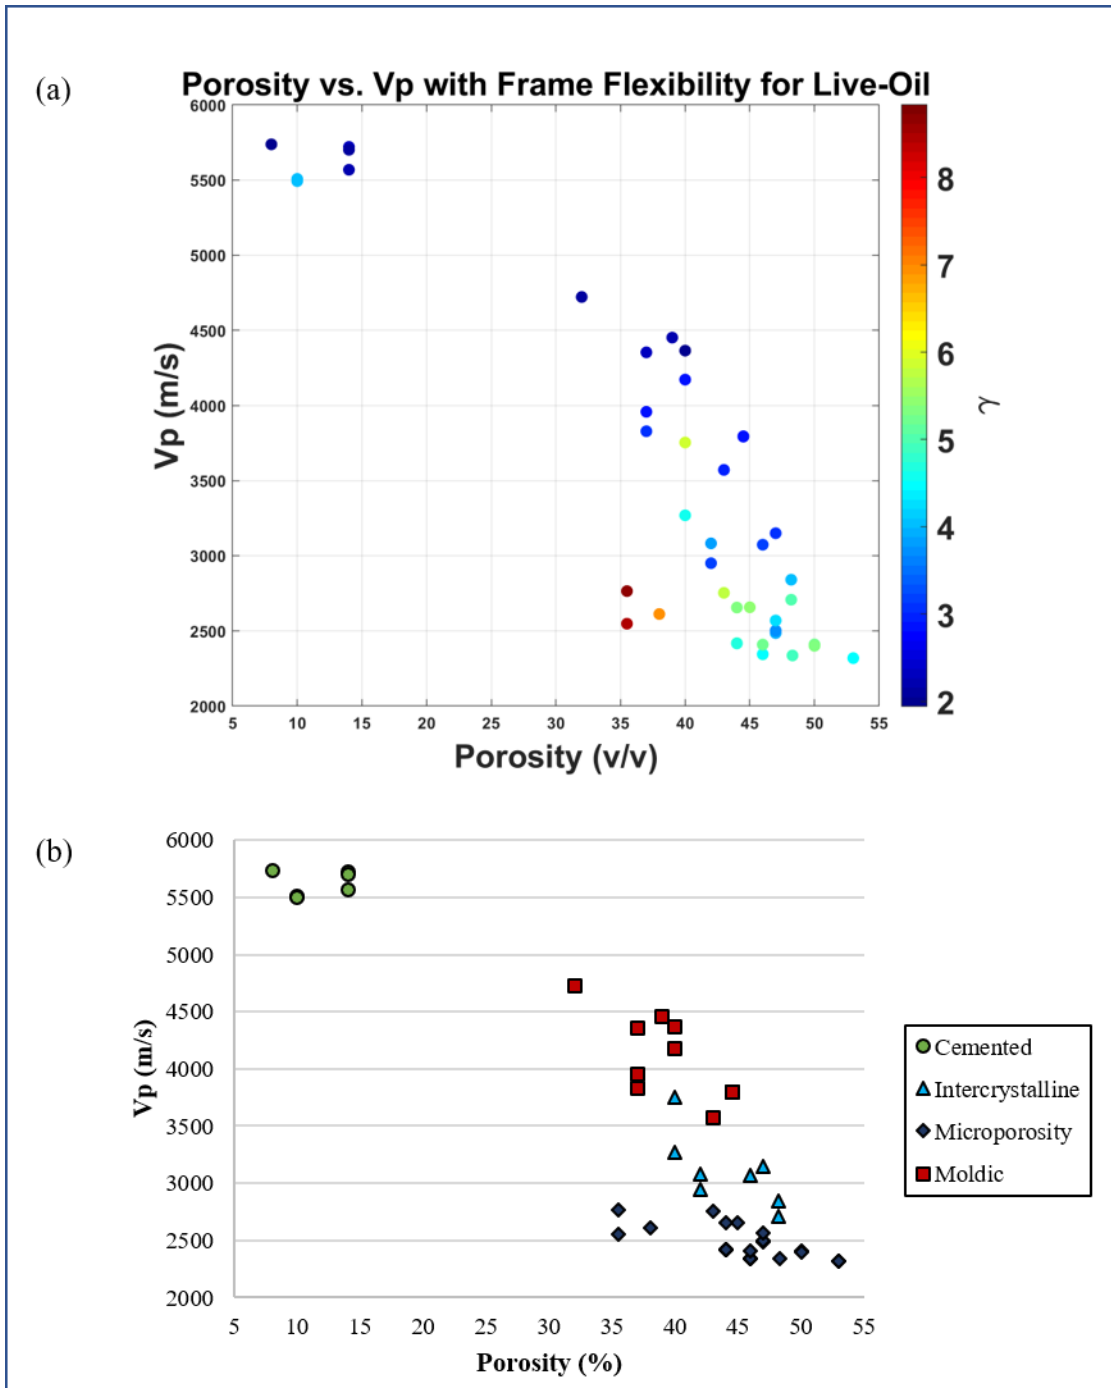 (a)
Porosity vs. Vp with Frame Flexibility for Live-Oil
6000
5500
5000
4500
4000
3500
3000
2500
2000
Vp (m/s)
5 10 15 20 25 30 35 40 45 50 55
Porosity (v/v)
8
7
6
5
4
3
2
γ
(b)
6000
5500
5000
4500
4000
3500
3000
2500
2000
Vp (m/s)
5 10 15 20 25 30 35 40 45 50 55
Porosity (%)
Cemented
Intercrystalline
Microporosity
Moldic